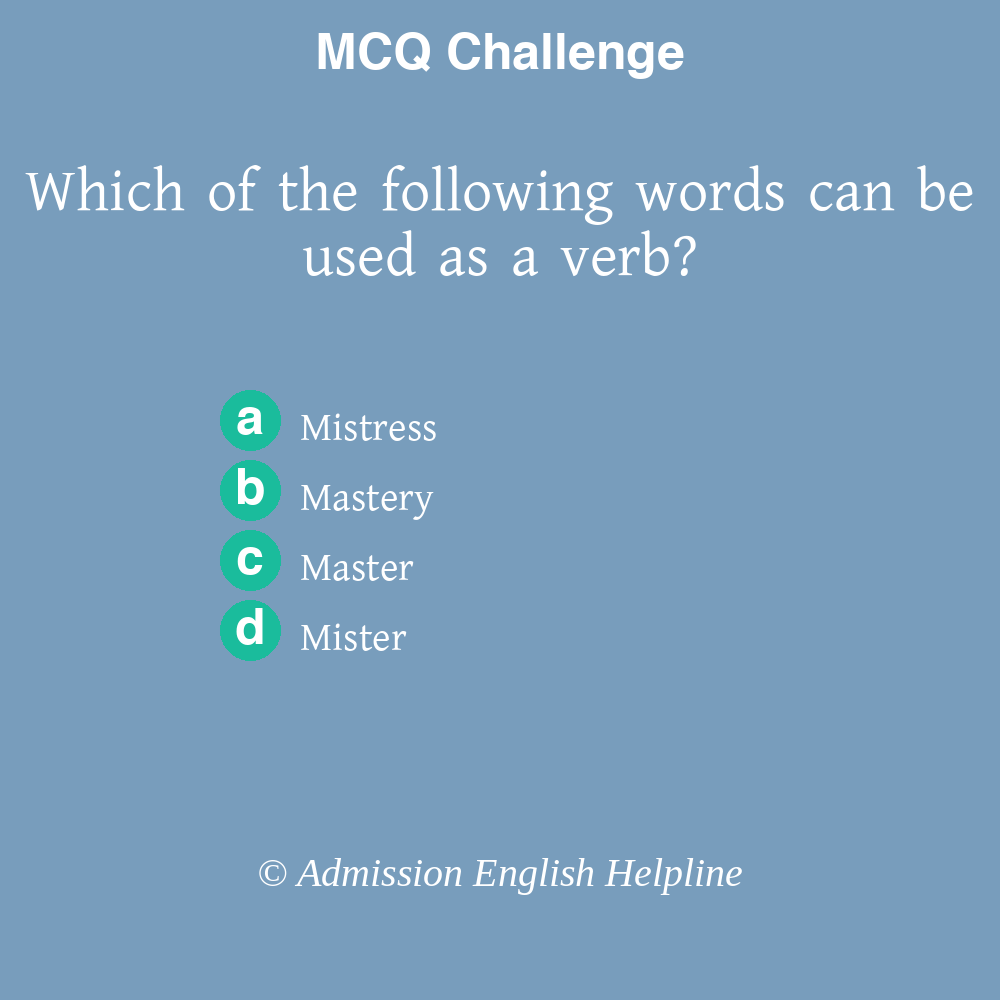 MCQ Challenge
Which of the following words can be
used as a verb?
a Mistress
b Mastery
c Master
d Mister
© Admission English Helpline